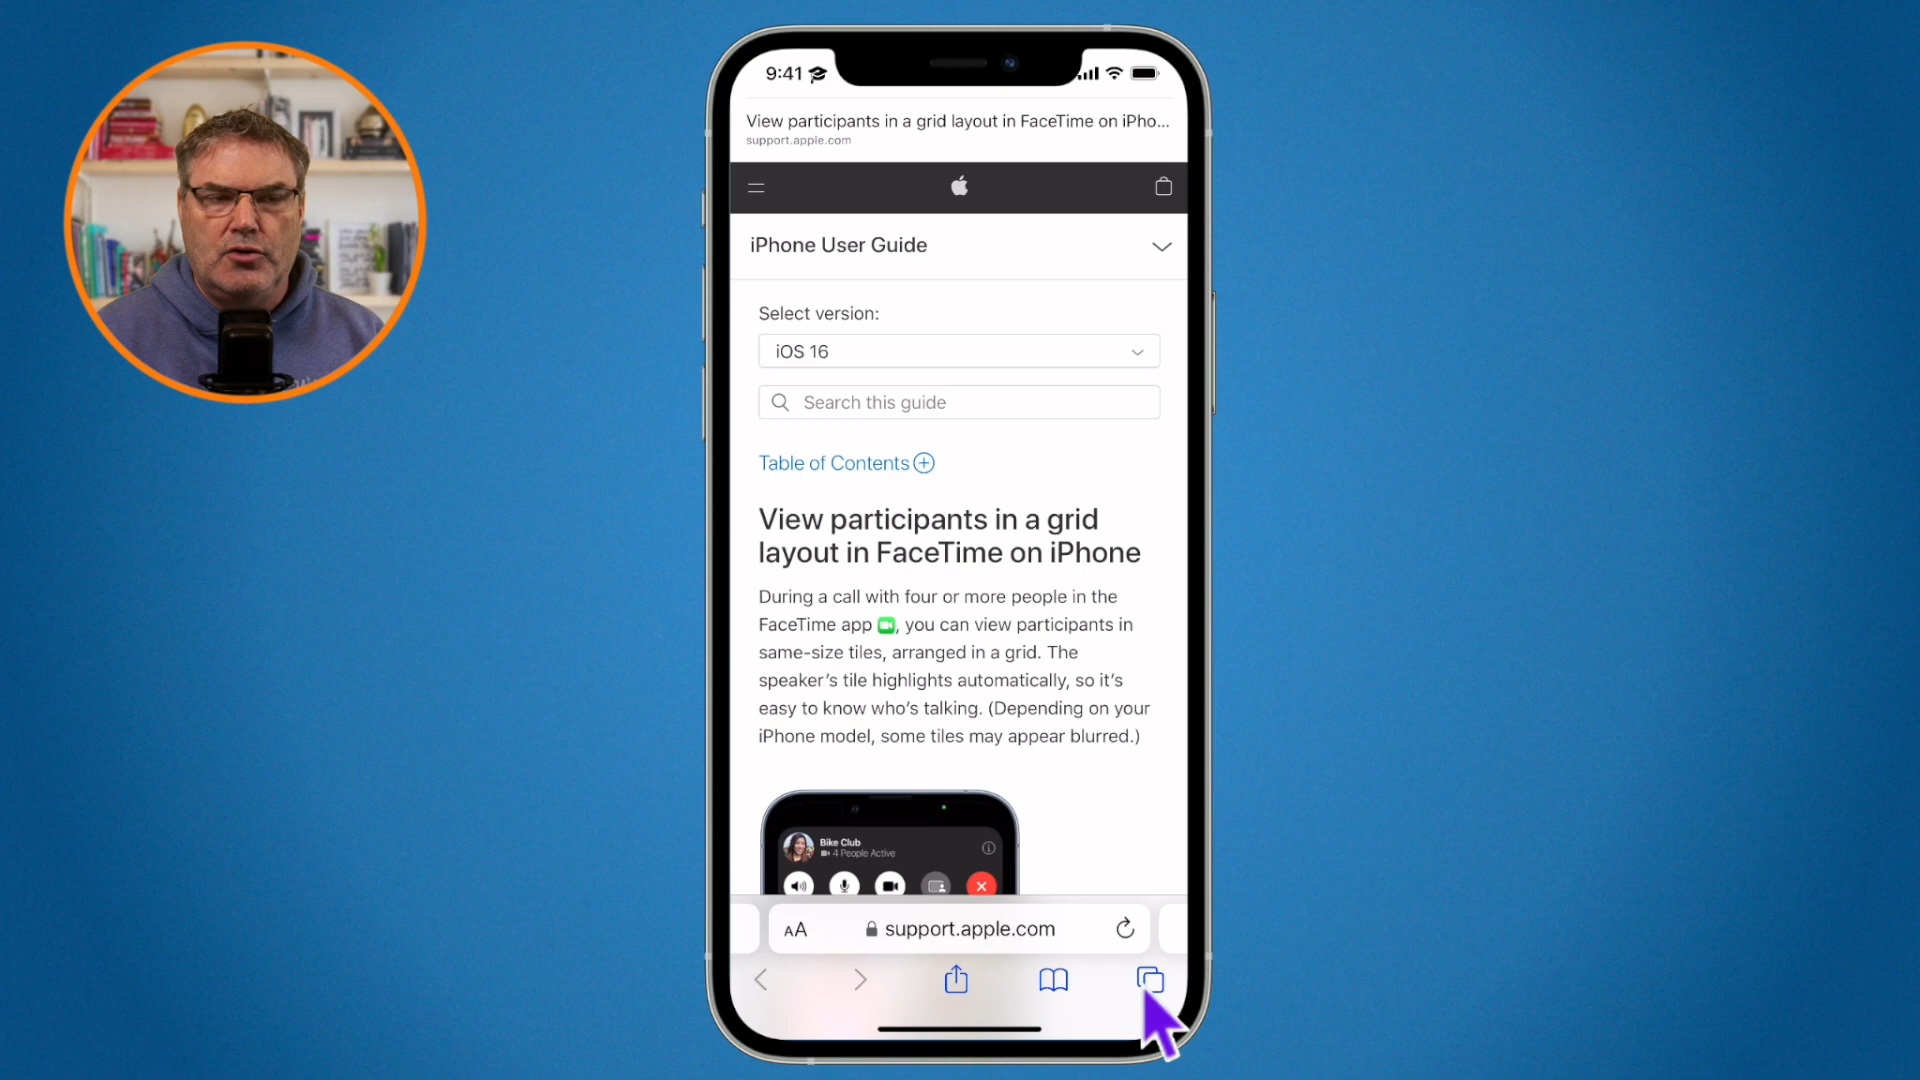 9:41
View participants in a grid layout in FaceTime on iPho...
support.apple.com
iPhone User Guide
Select version:
iOS 16
Search this guide
Table of Contents
View participants in a grid
layout in FaceTime on iPhone
During a call with four or more people in the
FaceTime app , you can view participants in
same-size tiles, arranged in a grid. The
speaker’s tile highlights automatically, so it’s
easy to know who’s talking. (Depending on your
iPhone model, some tiles may appear blurred.)
Bike Club
4 People Active
AA
support.apple.com